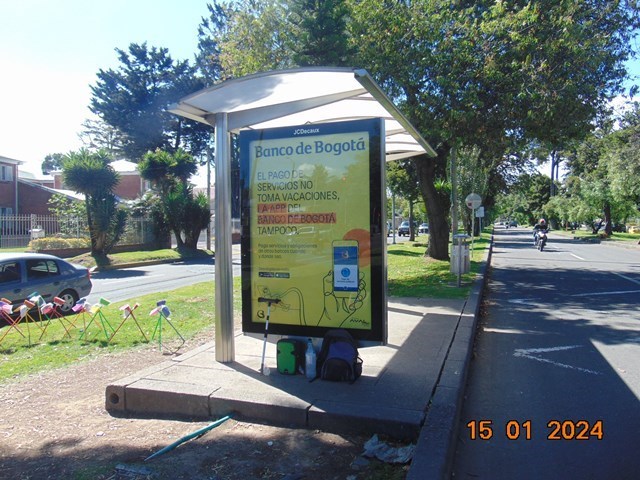 JCDecaux
Banco de Bogotá
EL PAGO DE
SERVICIOS NO
TOMA VACACIONES,
LA APP DEL
BANCO DE BOGOTÁ
TAMPOCO.
15 01 2024